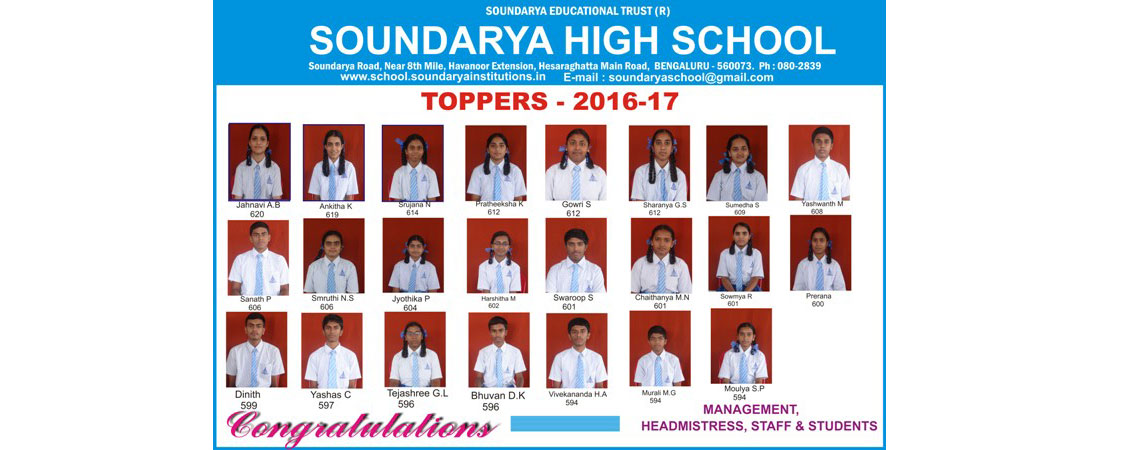 SOUNDARYA EDUCATIONAL TRUST (R)
SOUNDARYA HIGH SCHOOL
Soundarya Road, Near 8th Mile, Havanoor Extension, Hesaraghatta Main Road, BENGALURU - 560073. Ph : 080-2839
www.school.soundaryainstitutions.in E-mail : soundaryaschool@gmail.com
TOPPERS - 2016-17
Jahnavi A.B Ankitha K Srujana N Pratheeksha K Gowri S Sharanya G.S Sumedha S Yashwanth M
620 619 614 612 612 612 609 608
Sanath P Smruthi N.S Jyothika P Harshitha M Swaroop S Chaithanya M.N Sowmya R Prerana
606 606 604 602 601 601 601 600
Dinith Yashas C Tejashree G.L Bhuvan D.K Vivekananda H.A Murali M.G Moulya S.P
599 597 596 596 594 594 594
Congratulations
MANAGEMENT,
HEADMISTRESS, STAFF & STUDENTS